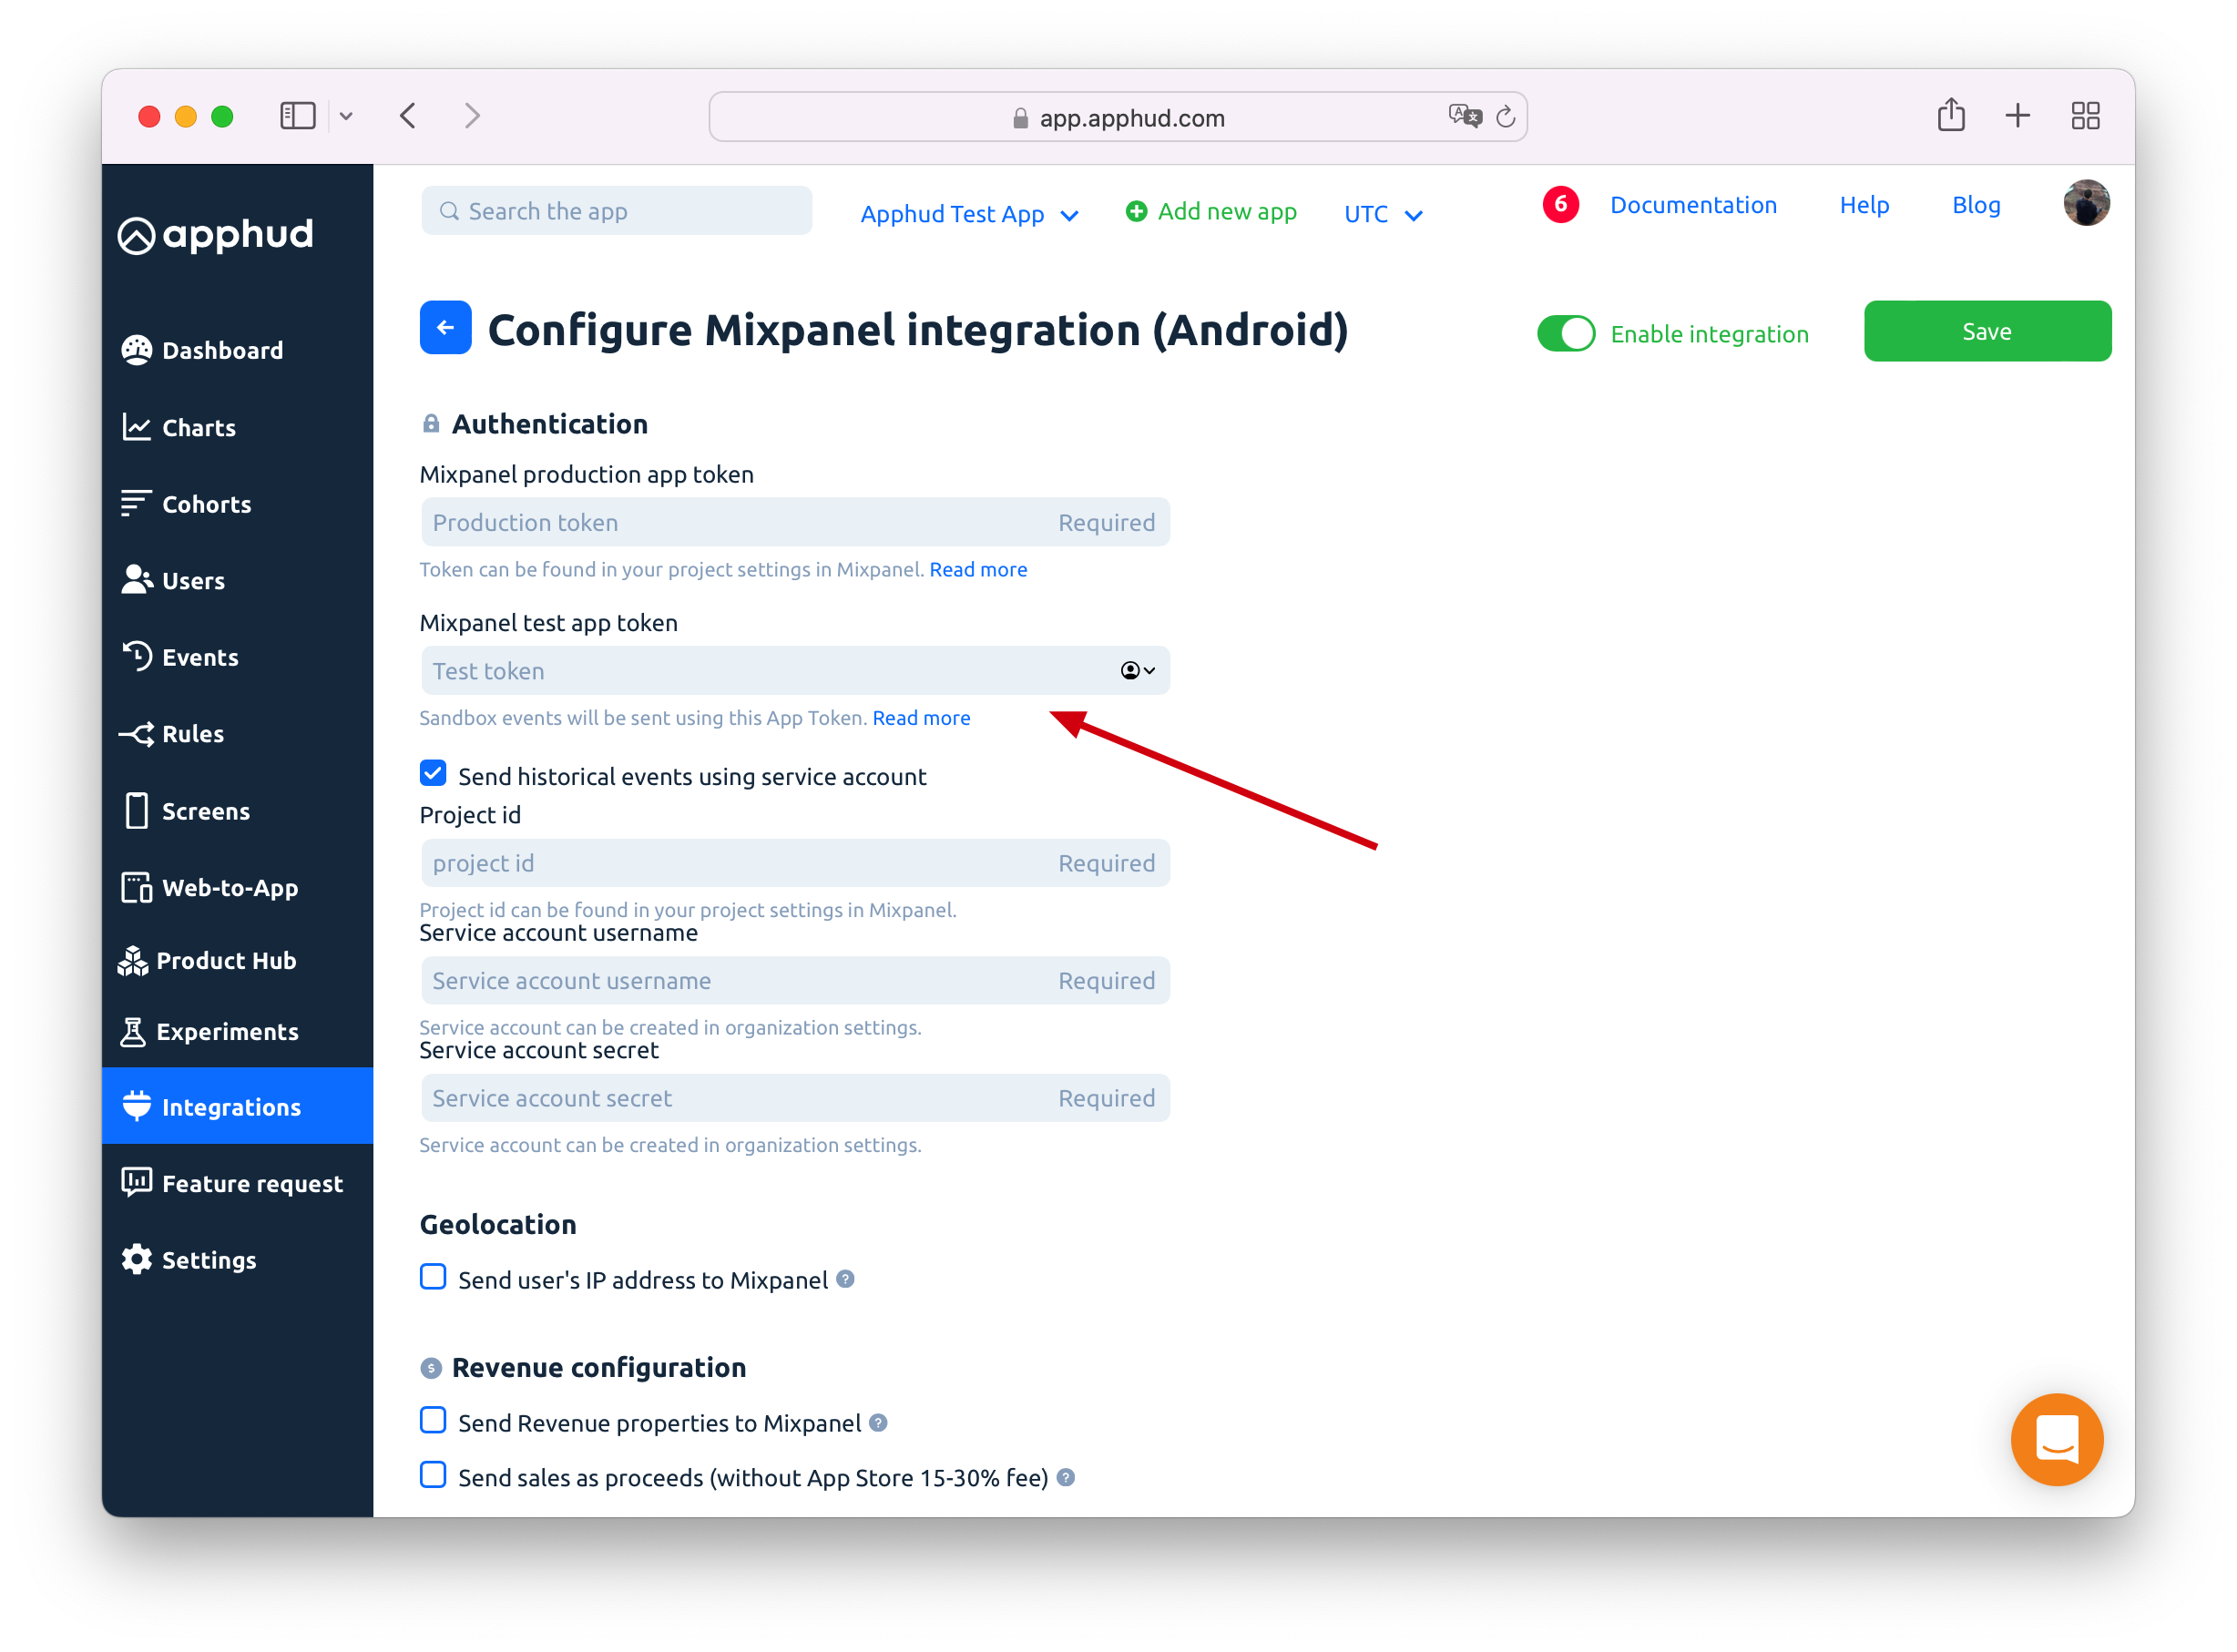 app.apphud.com
apphud
Search the app
Apphud Test App
Add new app
UTC
6
Documentation
Help
Blog
Dashboard
Charts
Cohorts
Users
Events
Rules
Screens
Web-to-App
Product Hub
Experiments
Integrations
Feature request
Settings
Configure Mixpanel integration (Android)
Enable integration
Save
Authentication
Mixpanel production app token
Production token Required
Token can be found in your project settings in Mixpanel. Read more
Mixpanel test app token
Test token
Sandbox events will be sent using this App Token. Read more
Send historical events using service account
Project id
project id Required
Project id can be found in your project settings in Mixpanel.
Service account username
Service account username Required
Service account can be created in organization settings.
Service account secret
Service account secret Required
Service account can be created in organization settings.
Geolocation
Send user's IP address to Mixpanel ?
$ Revenue configuration
Send Revenue properties to Mixpanel ?
Send sales as proceeds (without App Store 15-30% fee) ?